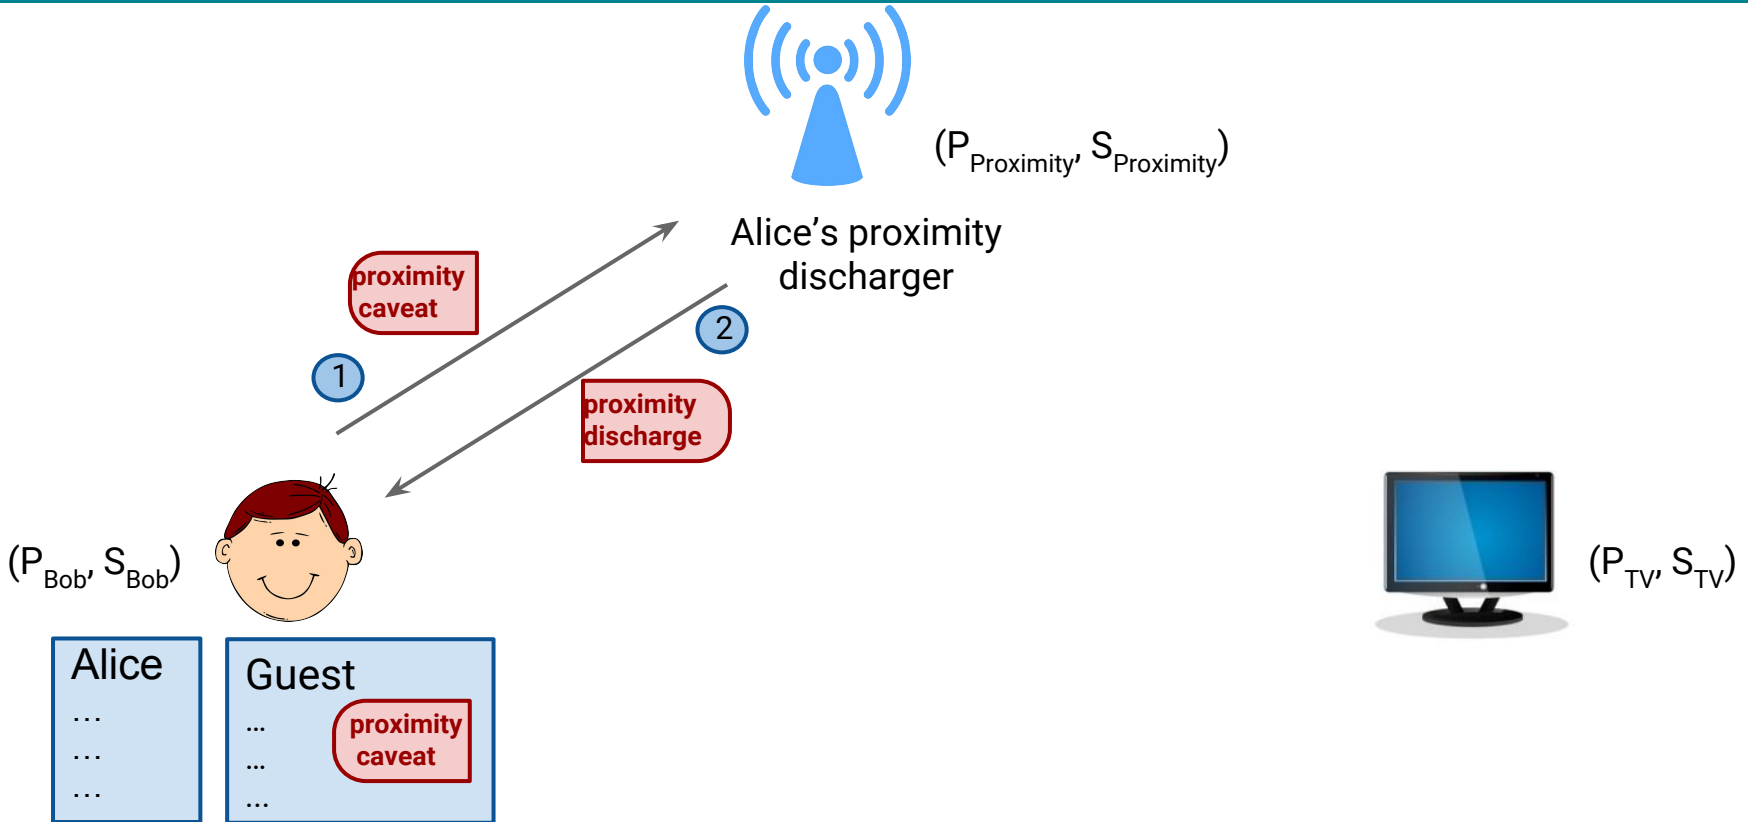 (P_Proximity, S_Proximity)
Alice’s proximity
discharger
proximity
caveat
1
2
proximity
discharge
(P_Bob, S_Bob)
(P_TV, S_TV)
Alice
...
...
...
Guest
...
...
...
proximity
caveat